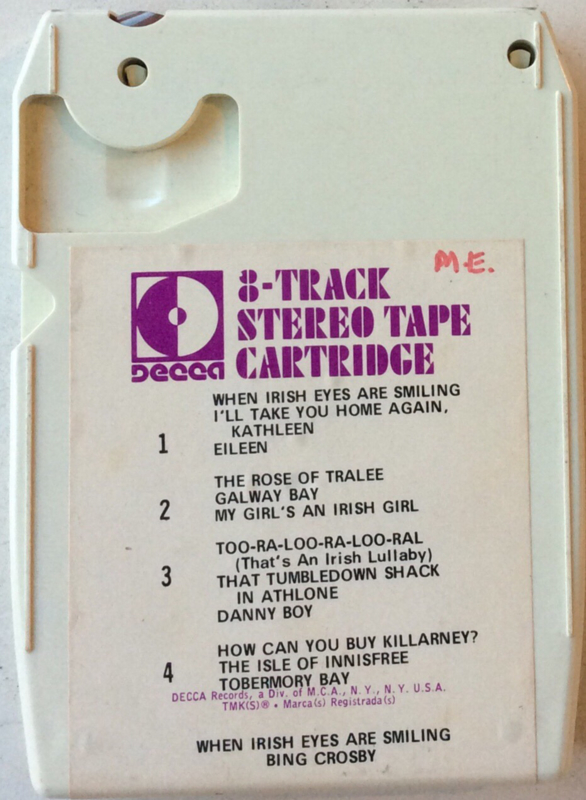 M.E.
8-TRACK
STEREO TAPE
CARTRIDGE
DECCA
WHEN IRISH EYES ARE SMILING
I'LL TAKE YOU HOME AGAIN,
KATHLEEN
1 EILEEN
THE ROSE OF TRALEE
2 GALWAY BAY
MY GIRL'S AN IRISH GIRL
TOO-RA-LOO-RA-LOO-RAL
(That's An Irish Lullaby)
3 THAT TUMBLEDOWN SHACK
IN ATHLONE
DANNY BOY
HOW CAN YOU BUY KILLARNEY?
4 THE ISLE OF INNISFREE
TOBERMORY BAY
DECCA Records, a Div. of M.C.A., N.Y., N.Y. U.S.A.
TMK(S)® • Marca(s) Registrada(s)
WHEN IRISH EYES ARE SMILING
BING CROSBY